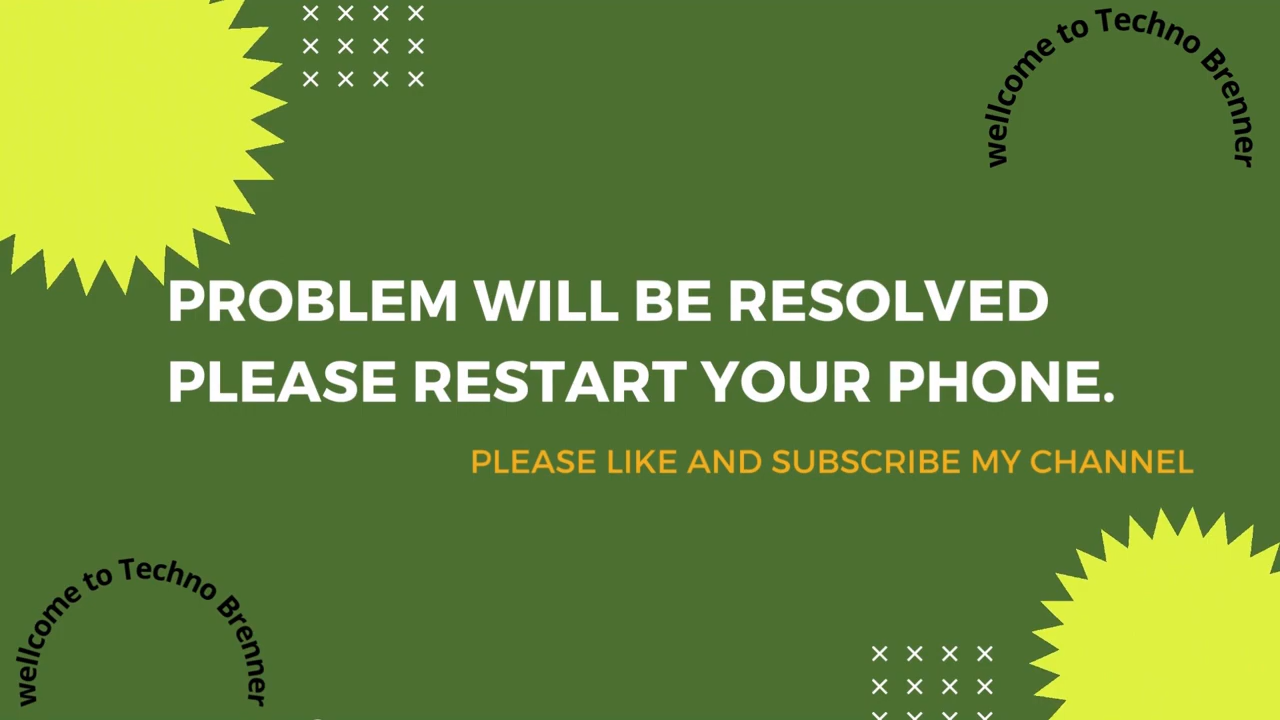 wellcome to Techno Brenner
PROBLEM WILL BE RESOLVED
PLEASE RESTART YOUR PHONE.
PLEASE LIKE AND SUBSCRIBE MY CHANNEL
wellcome to Techno Brenner